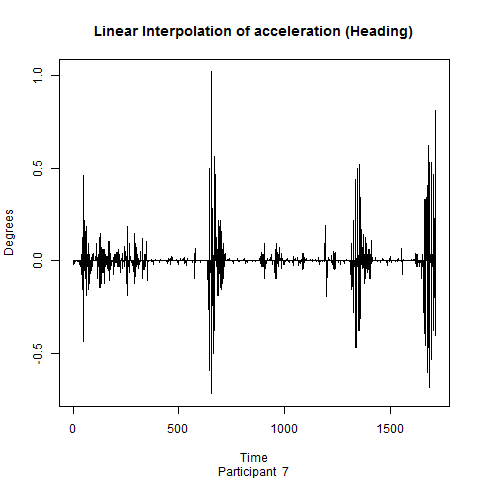 Linear Interpolation of acceleration (Heading)
Degrees
1.0
0.5
0.0
-0.5
0
500
1000
1500
Time
Participant 7